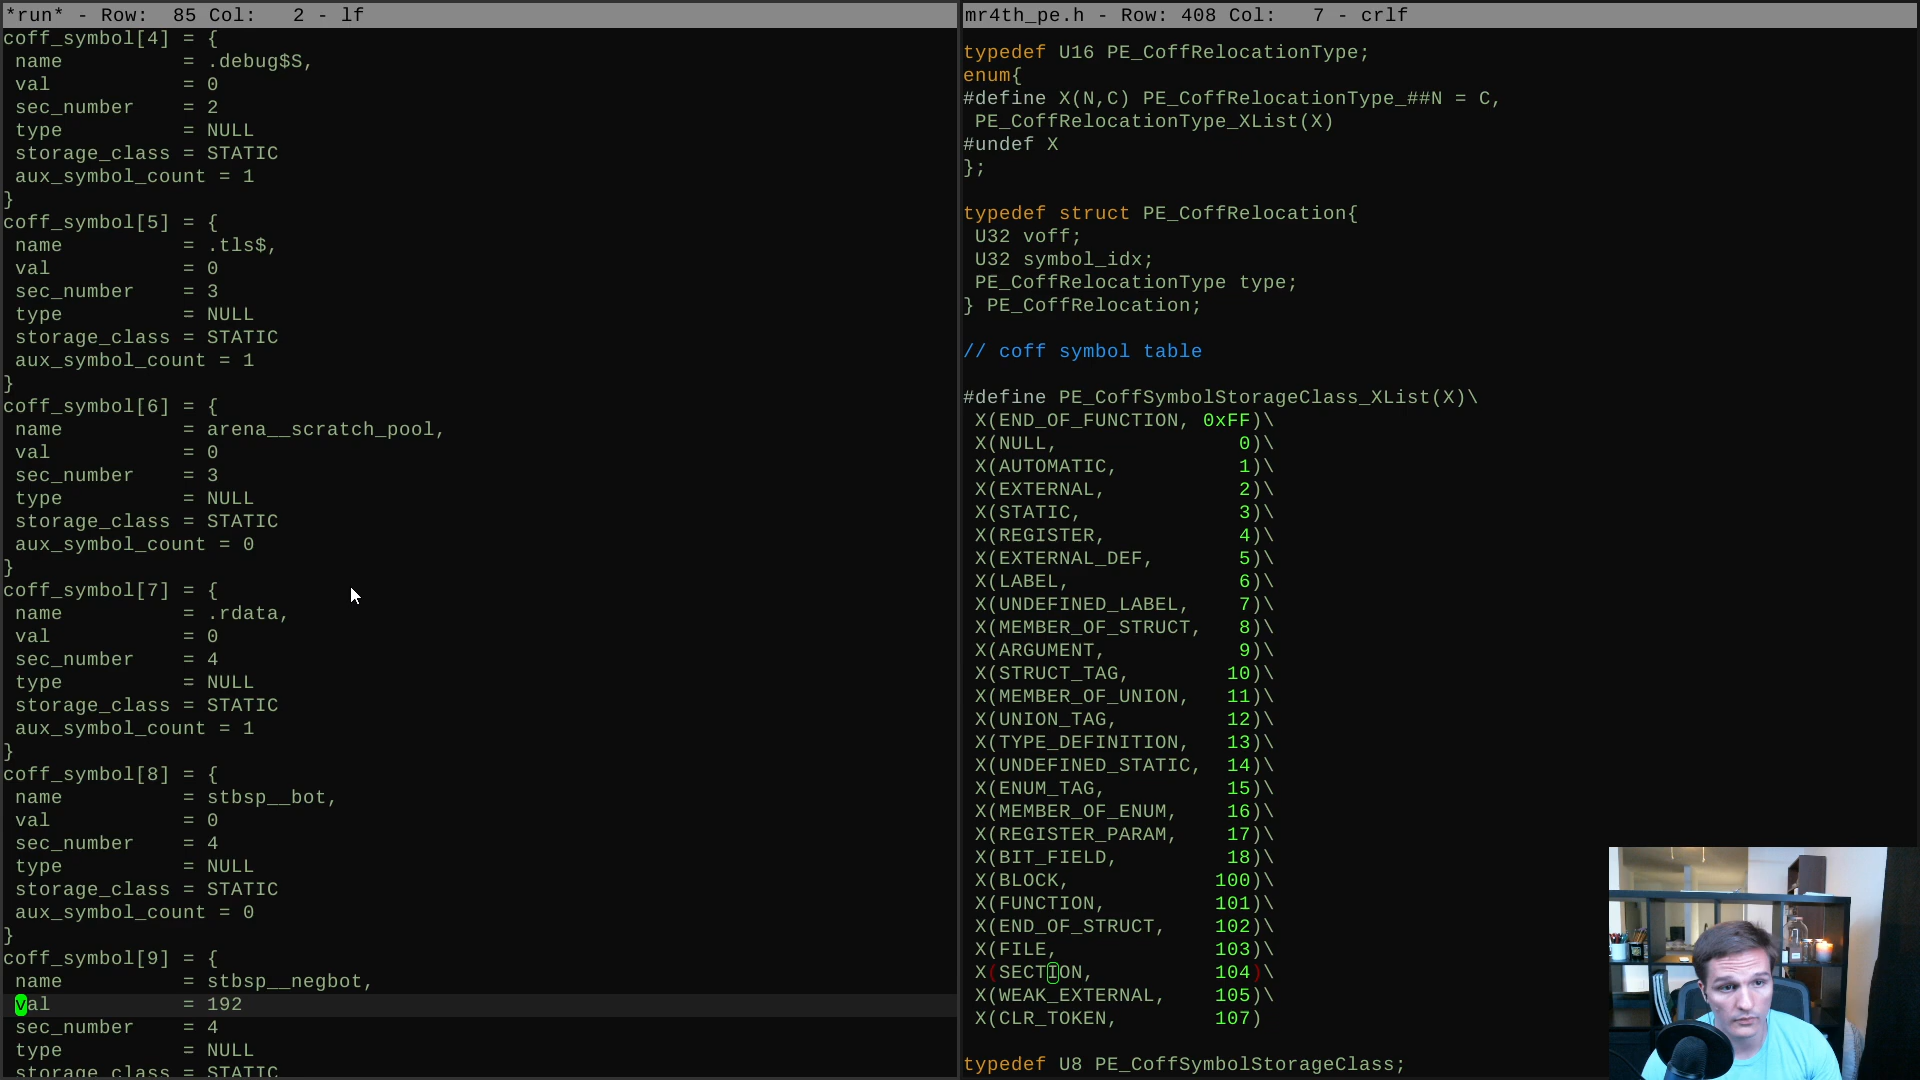 *run* - Row:  85 Col:   2 - lf
coff_symbol[4] = {
 name          = .debug$S,
 val           = 0
 sec_number    = 2
 type          = NULL
 storage_class = STATIC
 aux_symbol_count = 1
}
coff_symbol[5] = {
 name          = .tls$,
 val           = 0
 sec_number    = 3
 type          = NULL
 storage_class = STATIC
 aux_symbol_count = 1
}
coff_symbol[6] = {
 name          = arena__scratch_pool,
 val           = 0
 sec_number    = 3
 type          = NULL
 storage_class = STATIC
 aux_symbol_count = 0
}
coff_symbol[7] = {
 name          = .rdata,
 val           = 0
 sec_number    = 4
 type          = NULL
 storage_class = STATIC
 aux_symbol_count = 1
}
coff_symbol[8] = {
 name          = stbsp__bot,
 val           = 0
 sec_number    = 4
 type          = NULL
 storage_class = STATIC
 aux_symbol_count = 0
}
coff_symbol[9] = {
 name          = stbsp__negbot,
 val           = 192
 sec_number    = 4
 type          = NULL
 storage_class = STATIC
mr4th_pe.h - Row: 408 Col:   7 - crlf
typedef U16 PE_CoffRelocationType;
enum{
#define X(N,C) PE_CoffRelocationType_##N = C,
 PE_CoffRelocationType_XList(X)
#undef X
};
typedef struct PE_CoffRelocation{
 U32 voff;
 U32 symbol_idx;
 PE_CoffRelocationType type;
} PE_CoffRelocation;
// coff symbol table
#define PE_CoffSymbolStorageClass_XList(X)\
 X(END_OF_FUNCTION, 0xFF)\
 X(NULL,               0)\
 X(AUTOMATIC,          1)\
 X(EXTERNAL,           2)\
 X(STATIC,             3)\
 X(REGISTER,           4)\
 X(EXTERNAL_DEF,       5)\
 X(LABEL,              6)\
 X(UNDEFINED_LABEL,    7)\
 X(MEMBER_OF_STRUCT,   8)\
 X(ARGUMENT,           9)\
 X(STRUCT_TAG,        10)\
 X(MEMBER_OF_UNION,   11)\
 X(UNION_TAG,         12)\
 X(TYPE_DEFINITION,   13)\
 X(UNDEFINED_STATIC,  14)\
 X(ENUM_TAG,          15)\
 X(MEMBER_OF_ENUM,    16)\
 X(REGISTER_PARAM,    17)\
 X(BIT_FIELD,         18)\
 X(BLOCK,            100)\
 X(FUNCTION,         101)\
 X(END_OF_STRUCT,    102)\
 X(FILE,             103)\
 X(SECTION,          104)\
 X(WEAK_EXTERNAL,    105)\
 X(CLR_TOKEN,        107)
typedef U8 PE_CoffSymbolStorageClass;